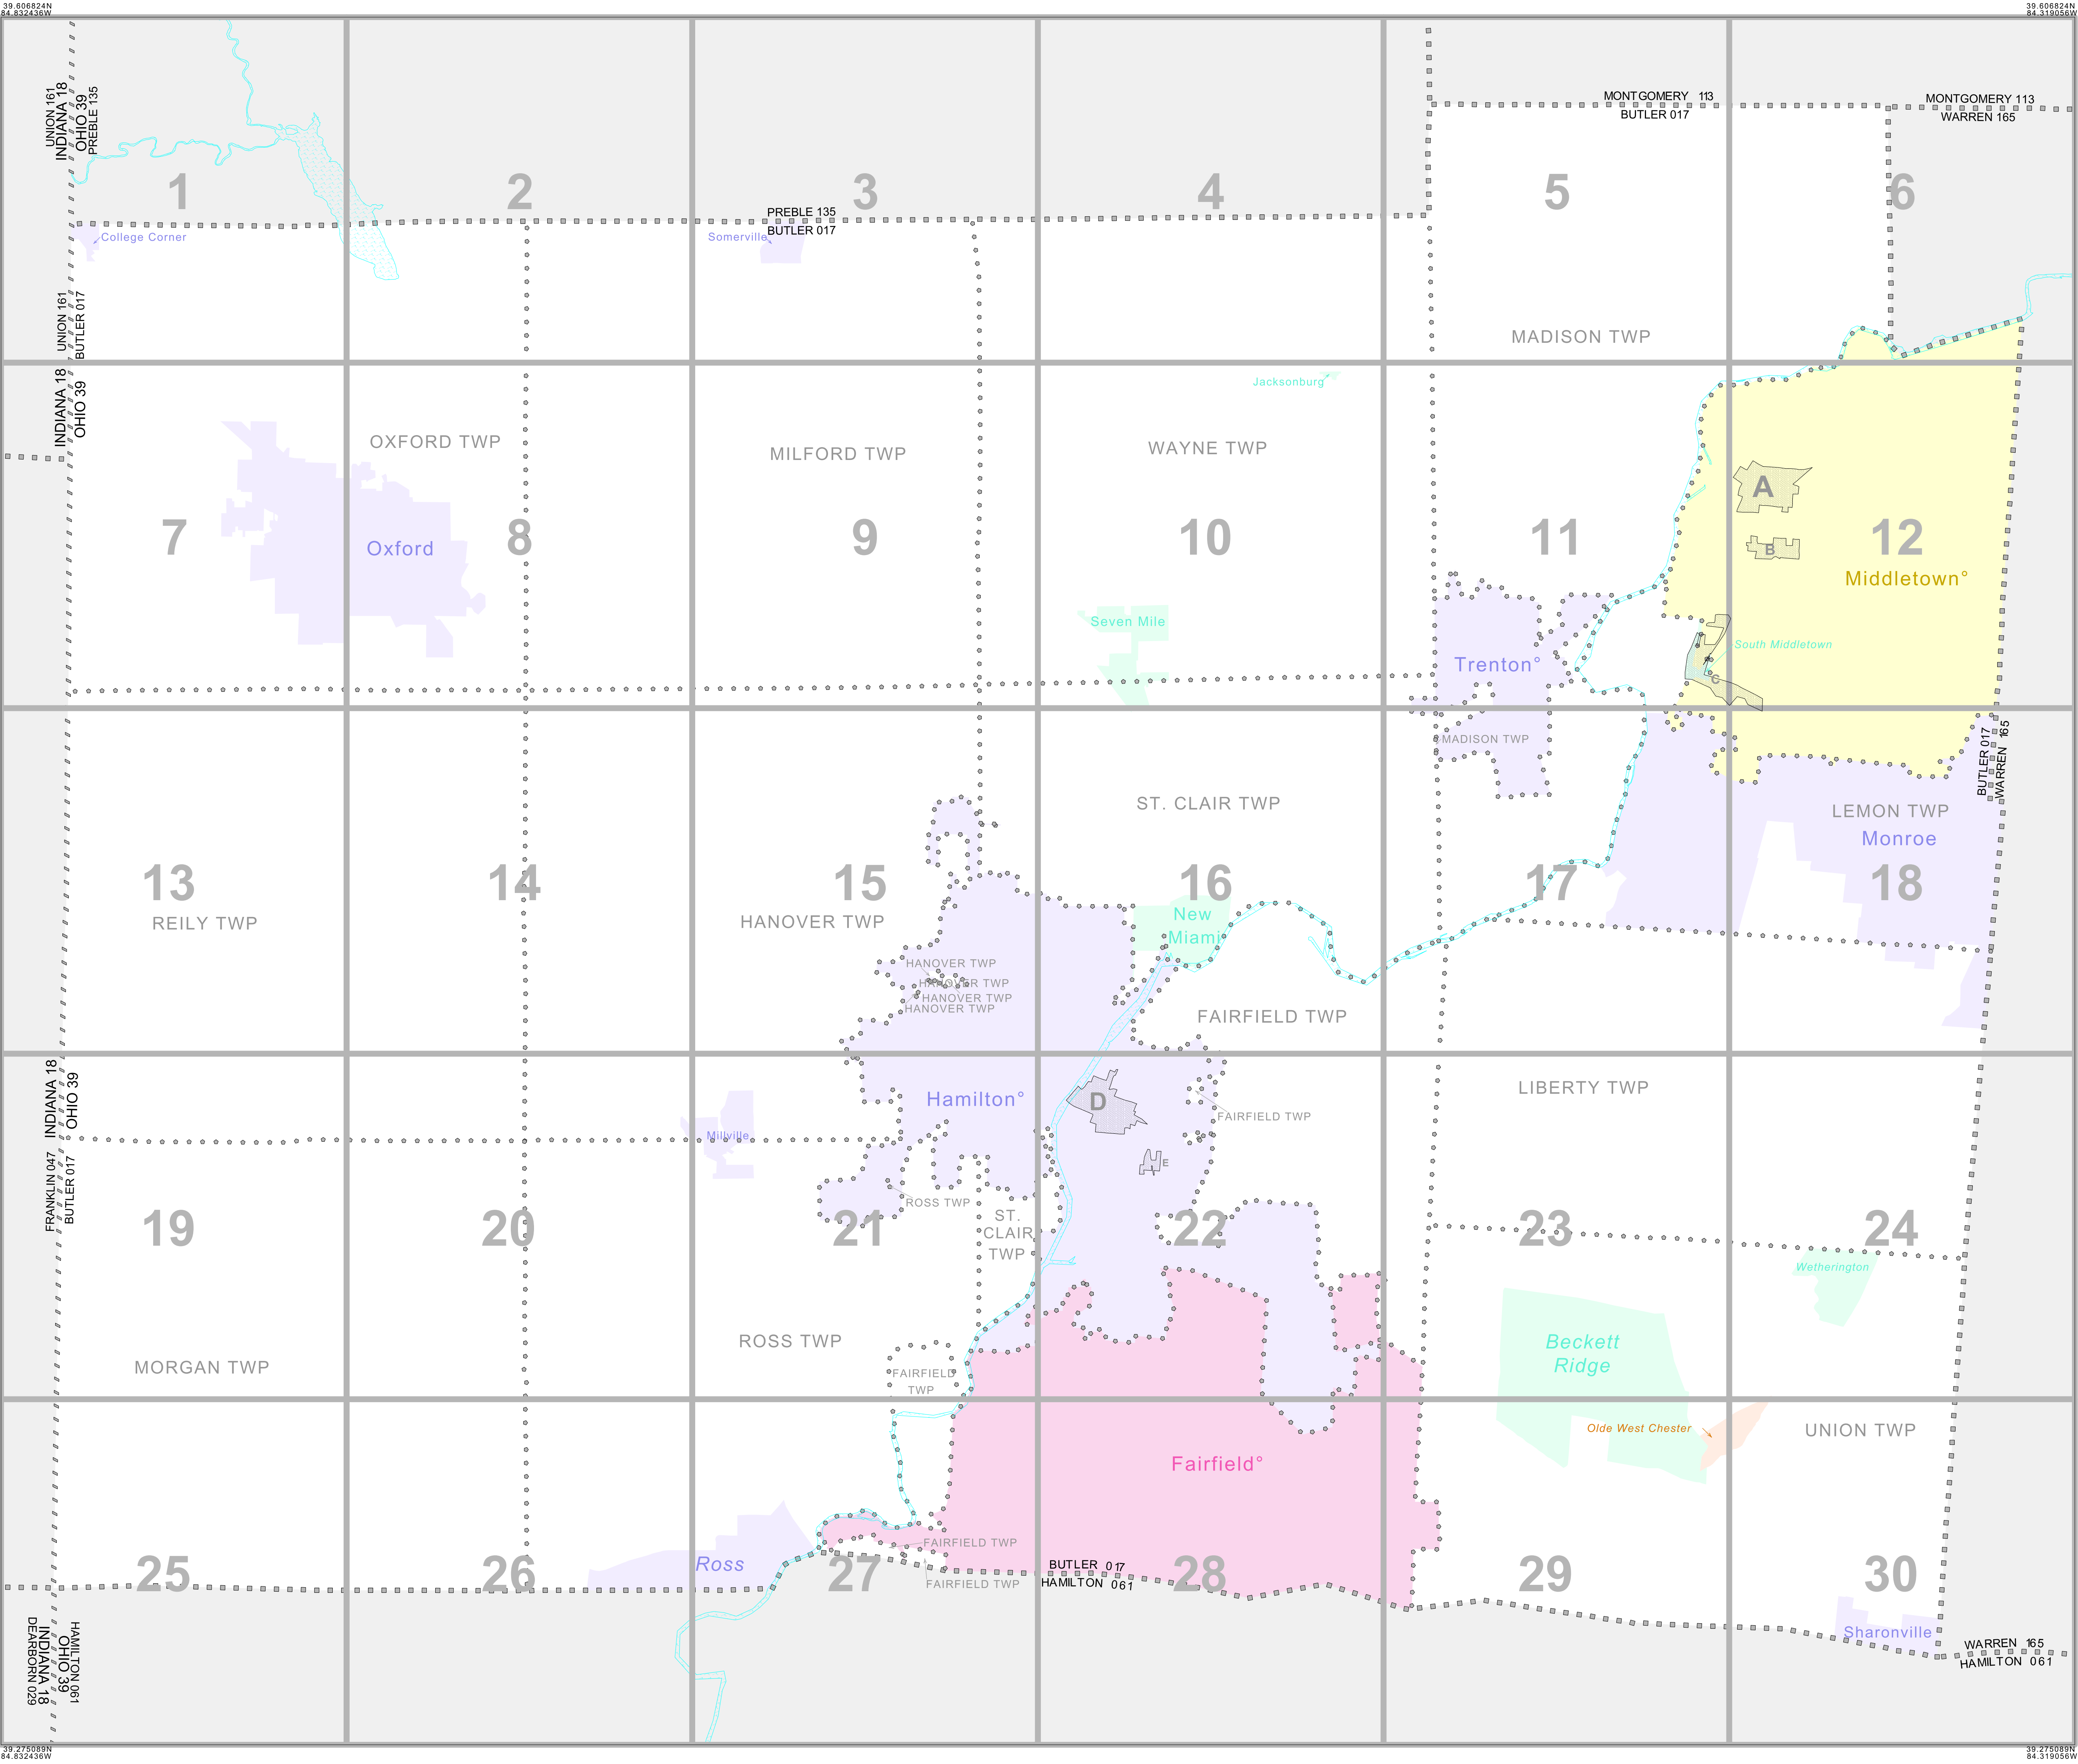 39.606824N
84.832436W
39.606824N
84.319056W
UNION 161
INDIANA 18
OHIO 39
PREBLE 135
MONTGOMERY 113
BUTLER 017
MONTGOMERY 113
WARREN 165
1
2
3
4
5
6
PREBLE 135
BUTLER 017
College Corner
Somerville
UNION 161
BUTLER 017
MADISON TWP
INDIANA 18
OHIO 39
Jacksonburg
OXFORD TWP
MILFORD TWP
WAYNE TWP
A
7
8
9
10
11
12
Oxford
B
Middletown°
Seven Mile
South Middletown
Trenton°
C
MADISON TWP
BUTLER 017
WARREN 165
ST. CLAIR TWP
LEMON TWP
Monroe
13
14
15
16
17
18
REILY TWP
HANOVER TWP
New
Miami
HANOVER TWP
HANOVER TWP
HANOVER TWP
HANOVER TWP
FAIRFIELD TWP
INDIANA 18
OHIO 39
Hamilton°
D
LIBERTY TWP
FAIRFIELD TWP
Millville
E
FRANKLIN 047
BUTLER 017
ROSS TWP
ST.
CLAIR
TWP
19
20
21
22
23
24
Wetherington
MORGAN TWP
ROSS TWP
Beckett
Ridge
FAIRFIELD
TWP
Olde West Chester
UNION TWP
Fairfield°
FAIRFIELD TWP
Ross
BUTLER 017
HAMILTON 061
FAIRFIELD TWP
25
26
27
28
29
30
DEARBORN 029
INDIANA 18
OHIO 39
HAMILTON 061
Sharonville
WARREN 165
HAMILTON 061
39.275089N
84.832436W
39.275089N
84.319056W